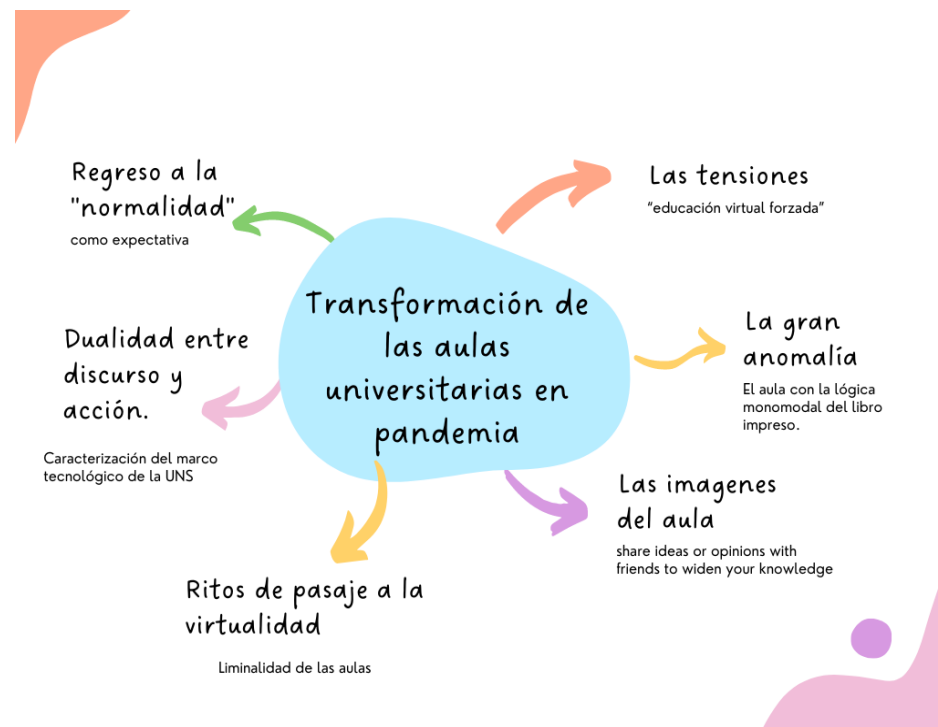 Regreso a la
"normalidad"
como expectativa
Las tensiones
“educación virtual forzada”
Transformación de
las aulas
universitarias en
pandemia
La gran
anomalía
El aula con la lógica
monomodal del libro
impreso.
Dualidad entre
discurso y
acción.
Caracterización del marco
tecnológico de la UNS
Las imagenes
del aula
share ideas or opinions with
friends to widen your knowledge
Ritos de pasaje a la
virtualidad
Liminalidad de las aulas